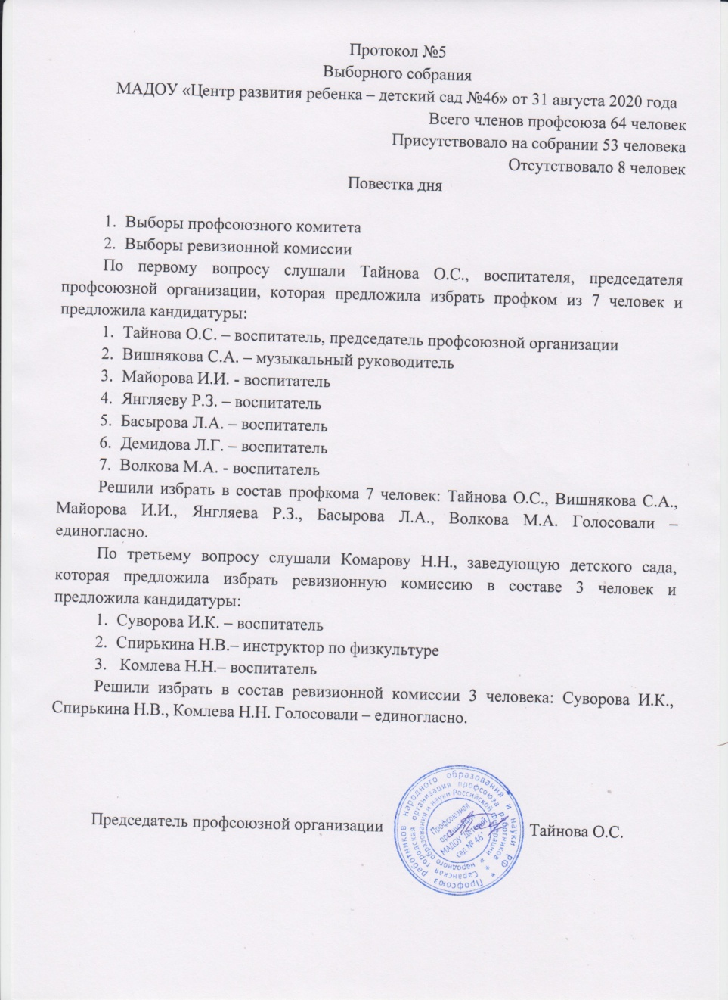 Протокол №5
Выборного собрания
МАДОУ «Центр развития ребенка – детский сад №46» от 31 августа 2020 года
Всего членов профсоюза 64 человек
Присутствовало на собрании 53 человека
Отсутствовало 8 человек
Повестка дня
1. Выборы профсоюзного комитета
2. Выборы ревизионной комиссии
По первому вопросу слушали Тайнова О.С., воспитателя, председателя
профсоюзной организации, которая предложила избрать профком из 7 человек и
предложила кандидатуры:
1. Тайнова О.С. – воспитатель, председатель профсоюзной организации
2. Вишнякова С.А. – музыкальный руководитель
3. Майорова И.И. - воспитатель
4. Янгляеву Р.З. – воспитатель
5. Басырова Л.А. – воспитатель
6. Демидова Л.Г. – воспитатель
7. Волкова М.А. - воспитатель
Решили избрать в состав профкома 7 человек: Тайнова О.С., Вишнякова С.А.,
Майорова И.И., Янгляева Р.З., Басырова Л.А., Волкова М.А. Голосовали –
единогласно.
По третьему вопросу слушали Комарову Н.Н., заведующую детского сада,
которая предложила избрать ревизионную комиссию в составе 3 человек и
предложила кандидатуры:
1. Суворова И.К. – воспитатель
2. Спирькина Н.В.– инструктор по физкультуре
3. Комлева Н.Н.– воспитатель
Решили избрать в состав ревизионной комиссии 3 человека: Суворова И.К.,
Спирькина Н.В., Комлева Н.Н. Голосовали – единогласно.
Председатель профсоюзной организации
Тайнова О.С.
Профсоюз работников народного образования и науки РФ
Саранская городская организация профсоюза работников
народного образования и науки Российской Федерации
Профсоюзная
организация
МАДОУ "Детский
сад № 46"